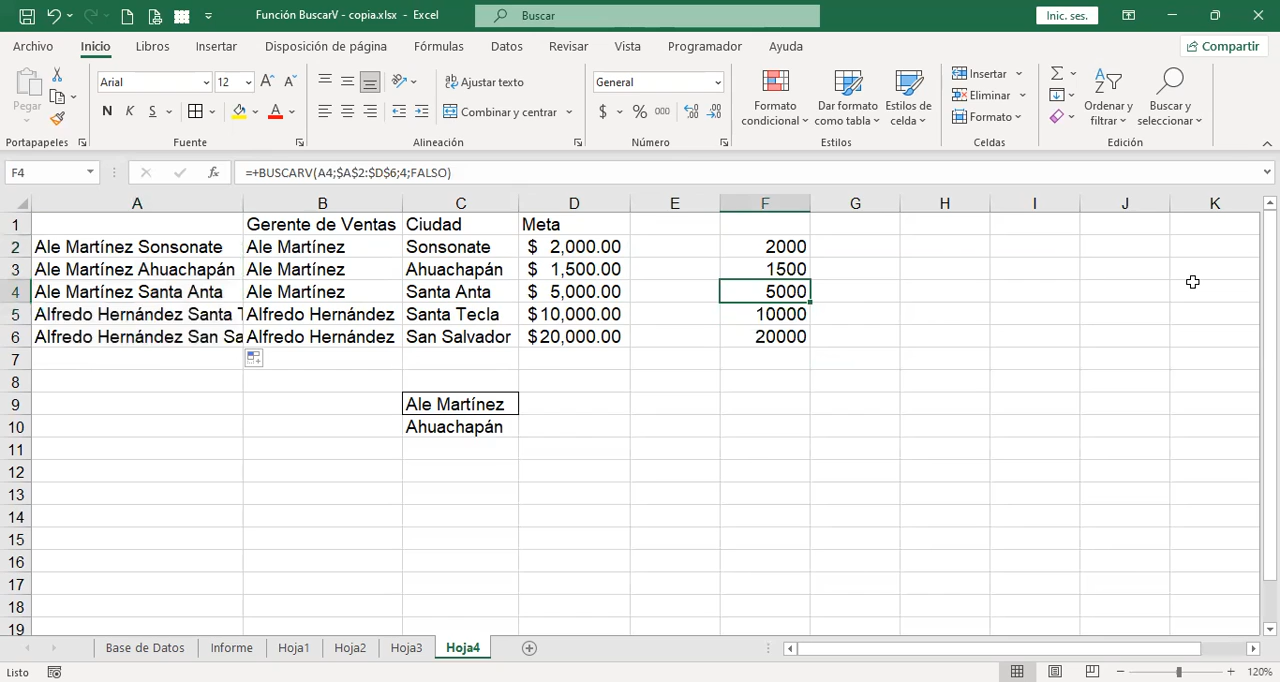 Función BuscarV - copia.xlsx - Excel
Buscar
Inic. ses.
Archivo Inicio Libros Insertar Disposición de página Fórmulas Datos Revisar Vista Programador Ayuda
Compartir
Pegar
Portapapeles
Arial 12
N K S
Fuente
Ajustar texto
Combinar y centrar
Alineación
General
$ % 000
Número
Formato condicional
Dar formato como tabla
Estilos de celda
Estilos
Insertar
Eliminar
Formato
Celdas
Ordenar y filtrar
Buscar y seleccionar
Edición
F4 fx =+BUSCARV(A4;$A$2:$D$6;4;FALSO)
A B C D E F G H I J K
1 Gerente de Ventas Ciudad Meta
2 Ale Martínez Sonsonate Ale Martínez Sonsonate $ 2,000.00 2000
3 Ale Martínez Ahuachapán Ale Martínez Ahuachapán $ 1,500.00 1500
4 Ale Martínez Santa Anta Ale Martínez Santa Anta $ 5,000.00 5000
5 Alfredo Hernández Santa T Alfredo Hernández Santa Tecla $10,000.00 10000
6 Alfredo Hernández San Sa Alfredo Hernández San Salvador $20,000.00 20000
7
8
9 Ale Martínez
10 Ahuachapán
11
12
13
14
15
16
17
18
19
Base de Datos Informe Hoja1 Hoja2 Hoja3 Hoja4
Listo
120%